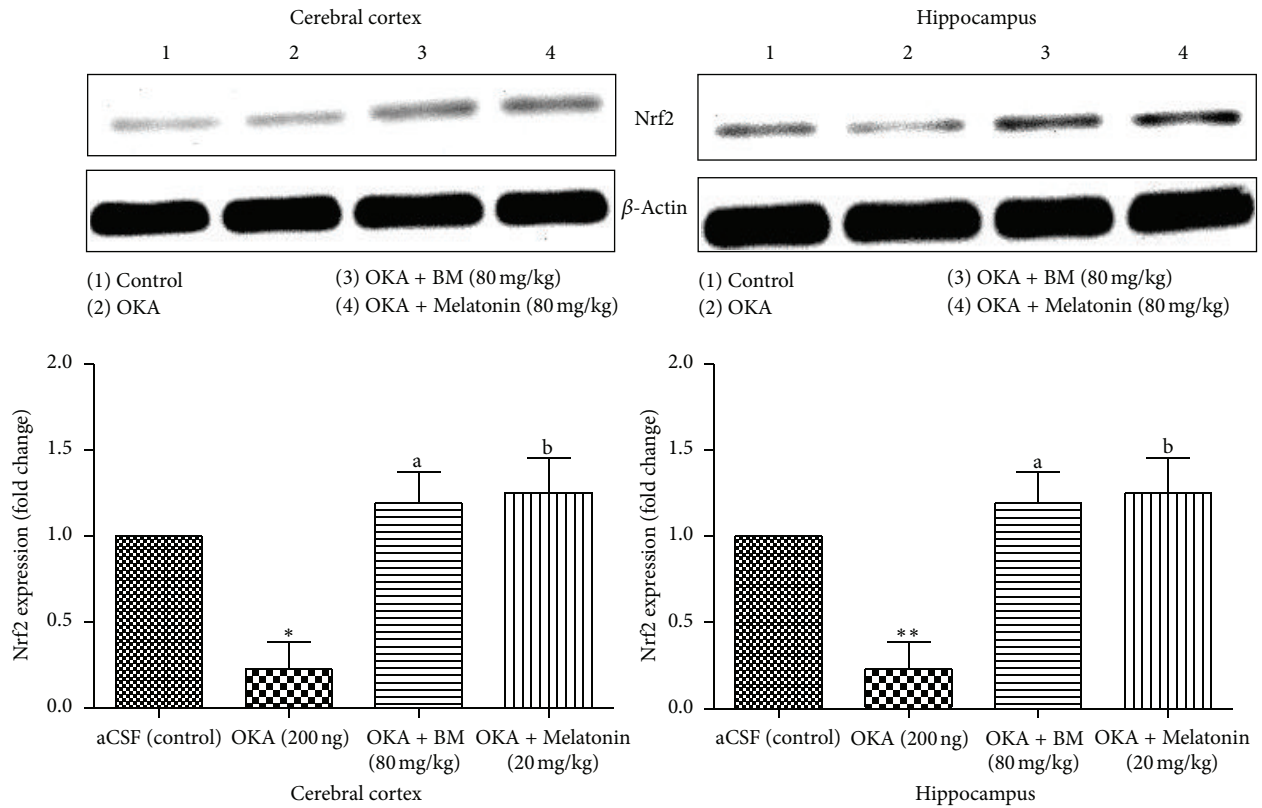 Cerebral cortex
1 2 3 4
Hippocampus
1 2 3 4
Nrf2
β-Actin
(1) Control
(2) OKA
(3) OKA + BM (80 mg/kg)
(4) OKA + Melatonin (80 mg/kg)
(1) Control
(2) OKA
(3) OKA + BM (80 mg/kg)
(4) OKA + Melatonin (80 mg/kg)
Nrf2 expression (fold change)
2.0
1.5
1.0
0.5
0.0
*
a
b
aCSF (control)
OKA (200 ng)
OKA + BM
(80 mg/kg)
OKA + Melatonin
(20 mg/kg)
Cerebral cortex
Nrf2 expression (fold change)
2.0
1.5
1.0
0.5
0.0
**
a
b
aCSF (control)
OKA (200 ng)
OKA + BM
(80 mg/kg)
OKA + Melatonin
(20 mg/kg)
Hippocampus